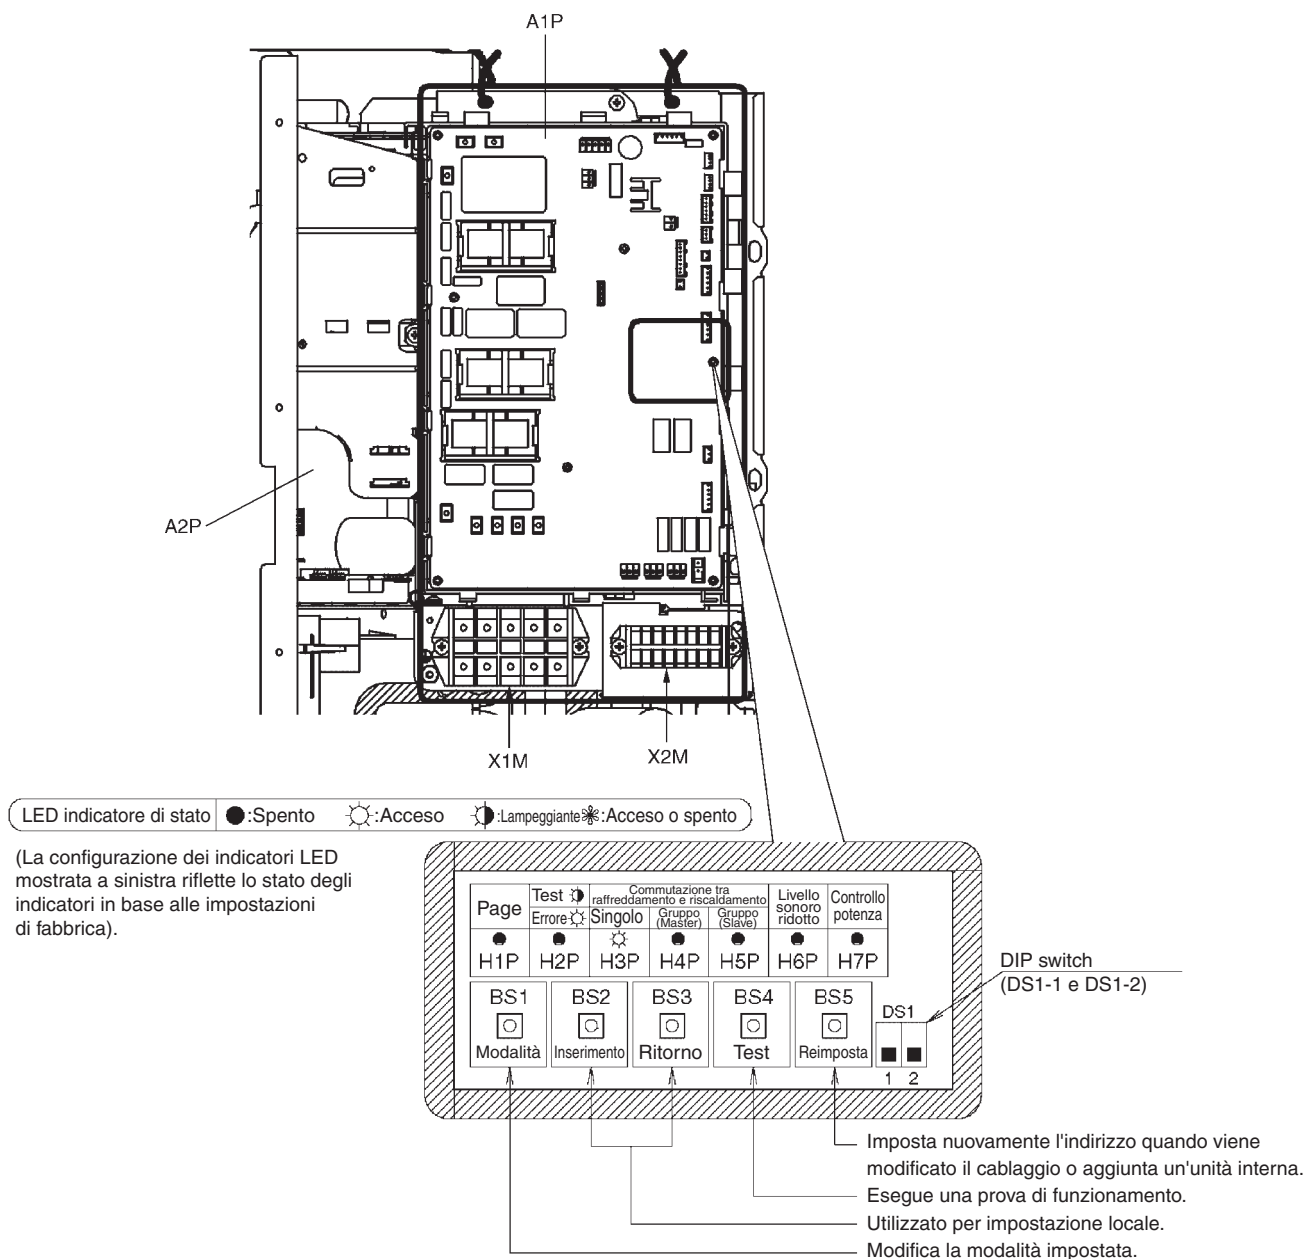 A1P
A2P
X1M
X2M
LED indicatore di stato ●:Spento :Acceso :Lampeggiante :Acceso o spento
(La configurazione dei indicatori LED
mostrata a sinistra riflette lo stato degli
indicatori in base alle impostazioni
di fabbrica).
Page
Test
Errore
Commutazione tra
raffreddamento e riscaldamento
Singolo
Gruppo
(Master)
Gruppo
(Slave)
Livello
sonoro
ridotto
Controllo
potenza
H1P H2P H3P H4P H5P H6P H7P
BS1 BS2 BS3 BS4 BS5
Modalità Inserimento Ritorno Test Reimposta
DS1
1 2
DIP switch
(DS1-1 e DS1-2)
Imposta nuovamente l'indirizzo quando viene
modificato il cablaggio o aggiunta un'unità interna.
Esegue una prova di funzionamento.
Utilizzato per impostazione locale.
Modifica la modalità impostata.